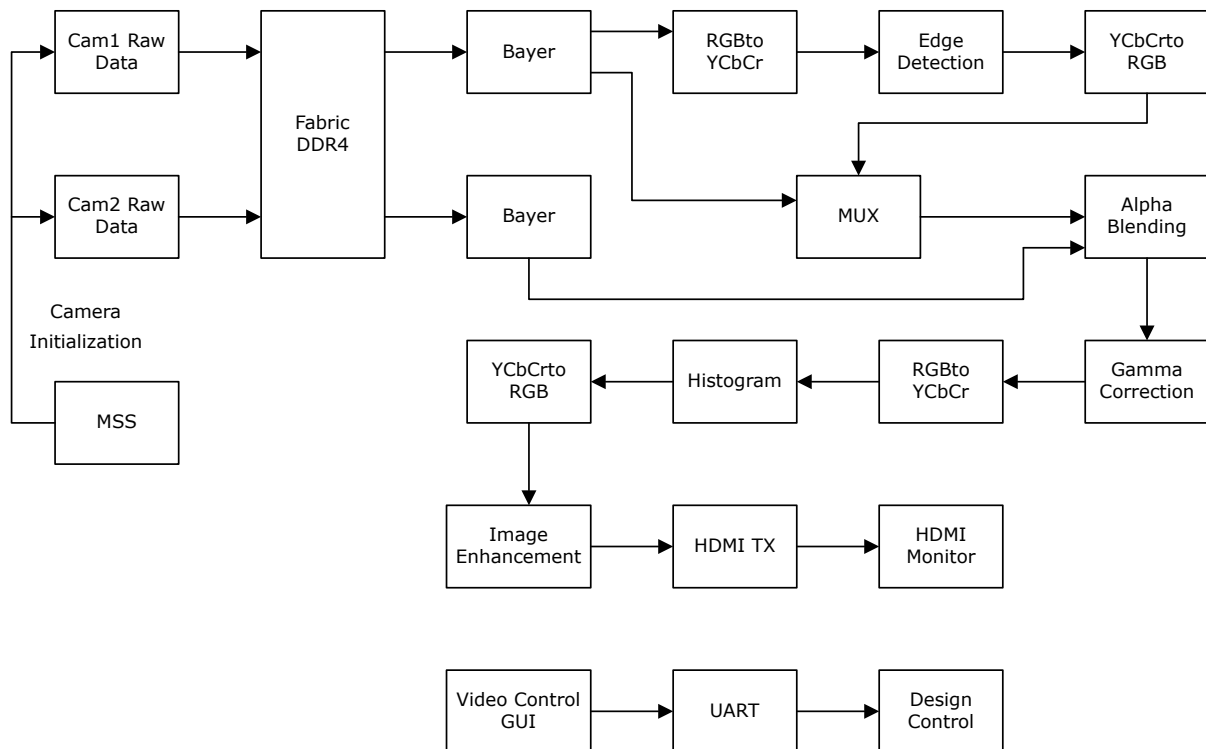 Cam1 Raw
Data
Fabric
DDR4
Bayer
RGBto
YCbCr
Edge
Detection
YCbCrto
RGB
Cam2 Raw
Data
Bayer
MUX
Alpha
Blending
Camera
Initialization
MSS
YCbCrto
RGB
Histogram
RGBto
YCbCr
Gamma
Correction
Image
Enhancement
HDMI TX
HDMI
Monitor
Video Control
GUI
UART
Design
Control